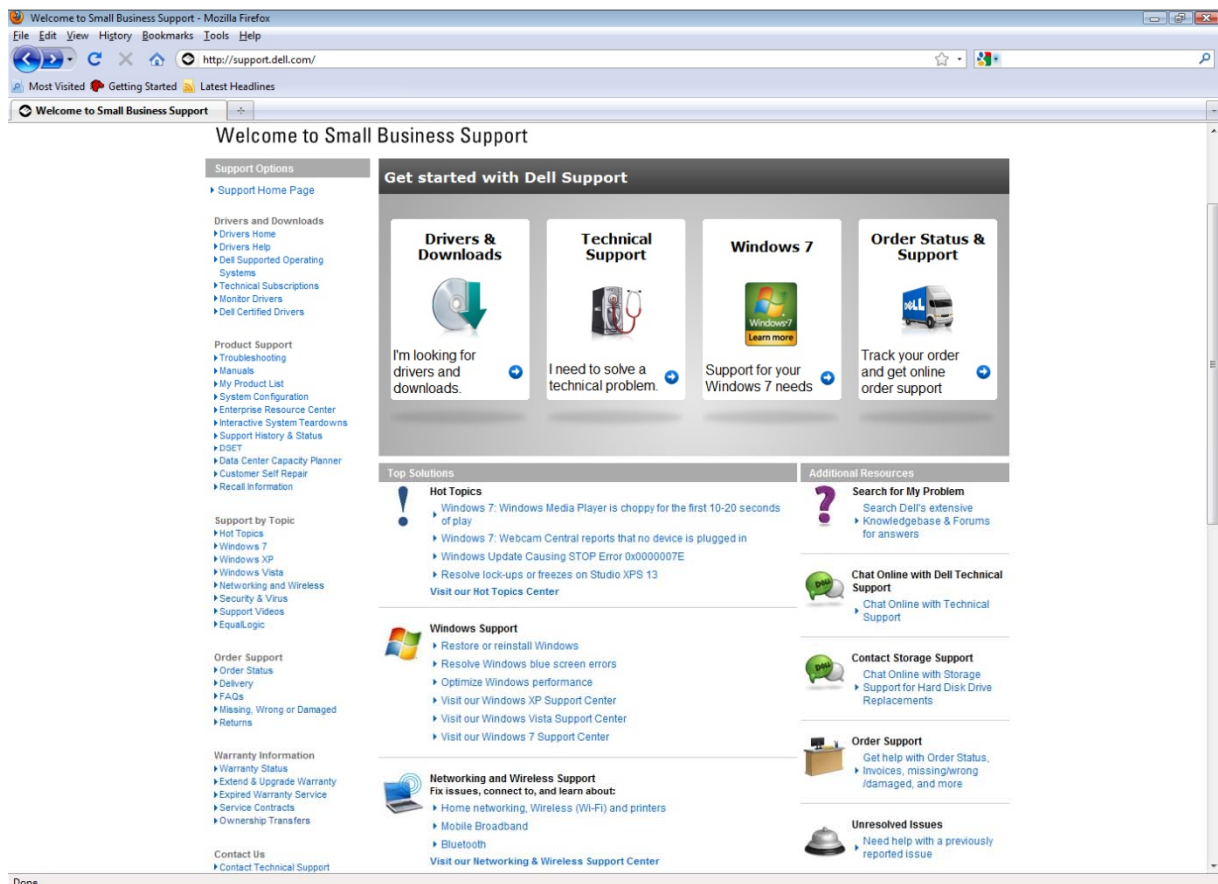 Welcome to Small Business Support - Mozilla Firefox
File Edit View History Bookmarks Tools Help
http://support.dell.com/
Most Visited Getting Started Latest Headlines
Welcome to Small Business Support
Welcome to Small Business Support
Support Options
Support Home Page
Drivers and Downloads
Drivers Home
Drivers Help
Dell Supported Operating
Systems
Technical Subscriptions
Monitor Drivers
Dell Certified Drivers
Product Support
Troubleshooting
Manuals
My Product List
System Configuration
Enterprise Resource Center
Interactive System Teardowns
Support History & Status
DSET
Data Center Capacity Planner
Customer Self Repair
Recall Information
Support by Topic
Hot Topics
Windows 7
Windows XP
Windows Vista
Networking and Wireless
Security & Virus
Support Videos
EqualLogic
Order Support
Order Status
Delivery
FAQs
Missing, Wrong or Damaged
Returns
Warranty Information
Warranty Status
Extend & Upgrade Warranty
Expired Warranty Service
Service Contracts
Ownership Transfers
Contact Us
Contact Technical Support
Get started with Dell Support
Drivers &
Downloads
I'm looking for
drivers and
downloads.
Technical
Support
I need to solve a
technical problem.
Windows 7
Windows 7
Learn more
Support for your
Windows 7 needs
Order Status &
Support
DELL
Track your order
and get online
order support
Top Solutions
Hot Topics
Windows 7: Windows Media Player is choppy for the first 10-20 seconds
of play
Windows 7: Webcam Central reports that no device is plugged in
Windows Update Causing STOP Error 0x0000007E
Resolve lock-ups or freezes on Studio XPS 13
Visit our Hot Topics Center
Windows Support
Restore or reinstall Windows
Resolve Windows blue screen errors
Optimize Windows performance
Visit our Windows XP Support Center
Visit our Windows Vista Support Center
Visit our Windows 7 Support Center
Networking and Wireless Support
Fix issues, connect to, and learn about:
Home networking, Wireless (Wi-Fi) and printers
Mobile Broadband
Bluetooth
Visit our Networking & Wireless Support Center
Additional Resources
Search for My Problem
Search Dell's extensive
Knowledgebase & Forums
for answers
DELL
Chat Online with Dell Technical
Support
Chat Online with Technical
Support
DELL
Contact Storage Support
Chat Online with Storage
Support for Hard Disk Drive
Replacements
Order Support
Get help with Order Status,
Invoices, missing/wrong
/damaged, and more
Unresolved Issues
Need help with a previously
reported issue
Done